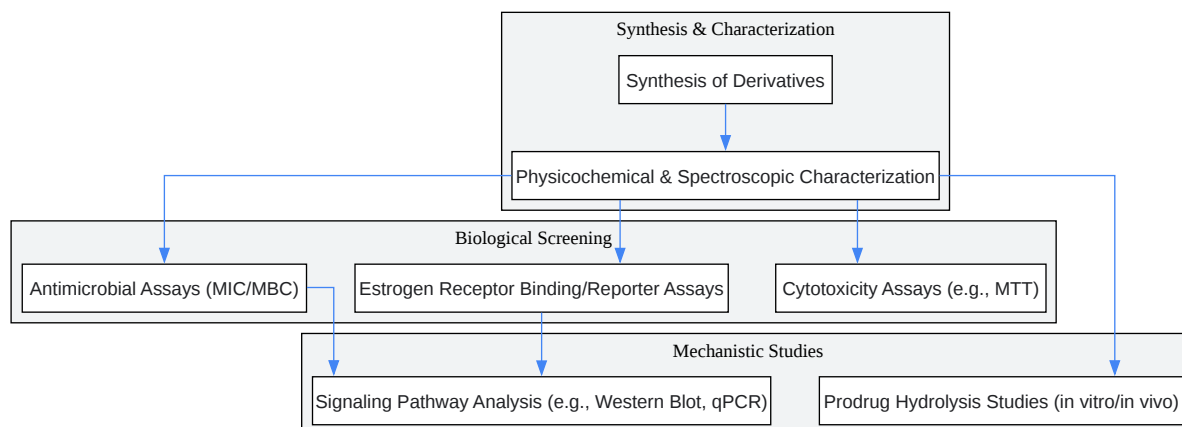 Synthesis & Characterization
Synthesis of Derivatives
Physicochemical & Spectroscopic Characterization
Biological Screening
Antimicrobial Assays (MIC/MBC)
Estrogen Receptor Binding/Reporter Assays
Cytotoxicity Assays (e.g., MTT)
Mechanistic Studies
Signaling Pathway Analysis (e.g., Western Blot, qPCR)
Prodrug Hydrolysis Studies (in vitro/in vivo)